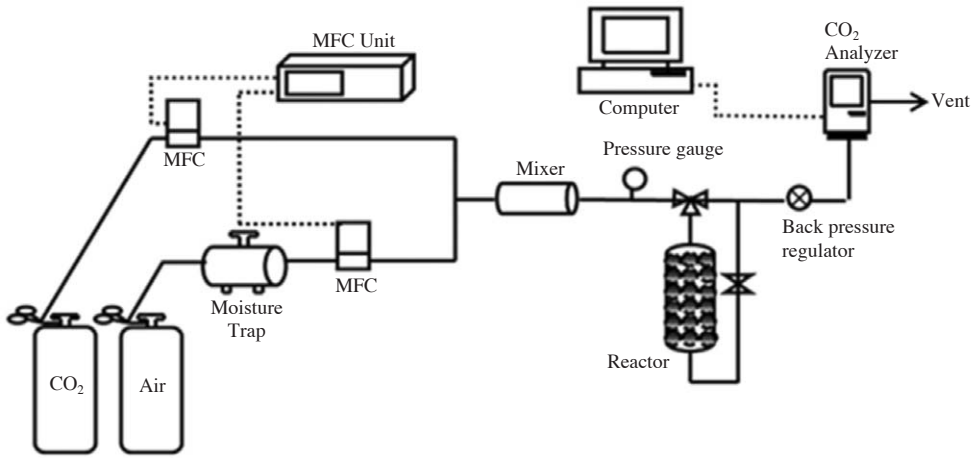 MFC Unit
CO₂
Analyzer
Vent
Computer
MFC
Pressure gauge
Mixer
Back pressure
regulator
MFC
Moisture
Trap
Reactor
CO₂
Air